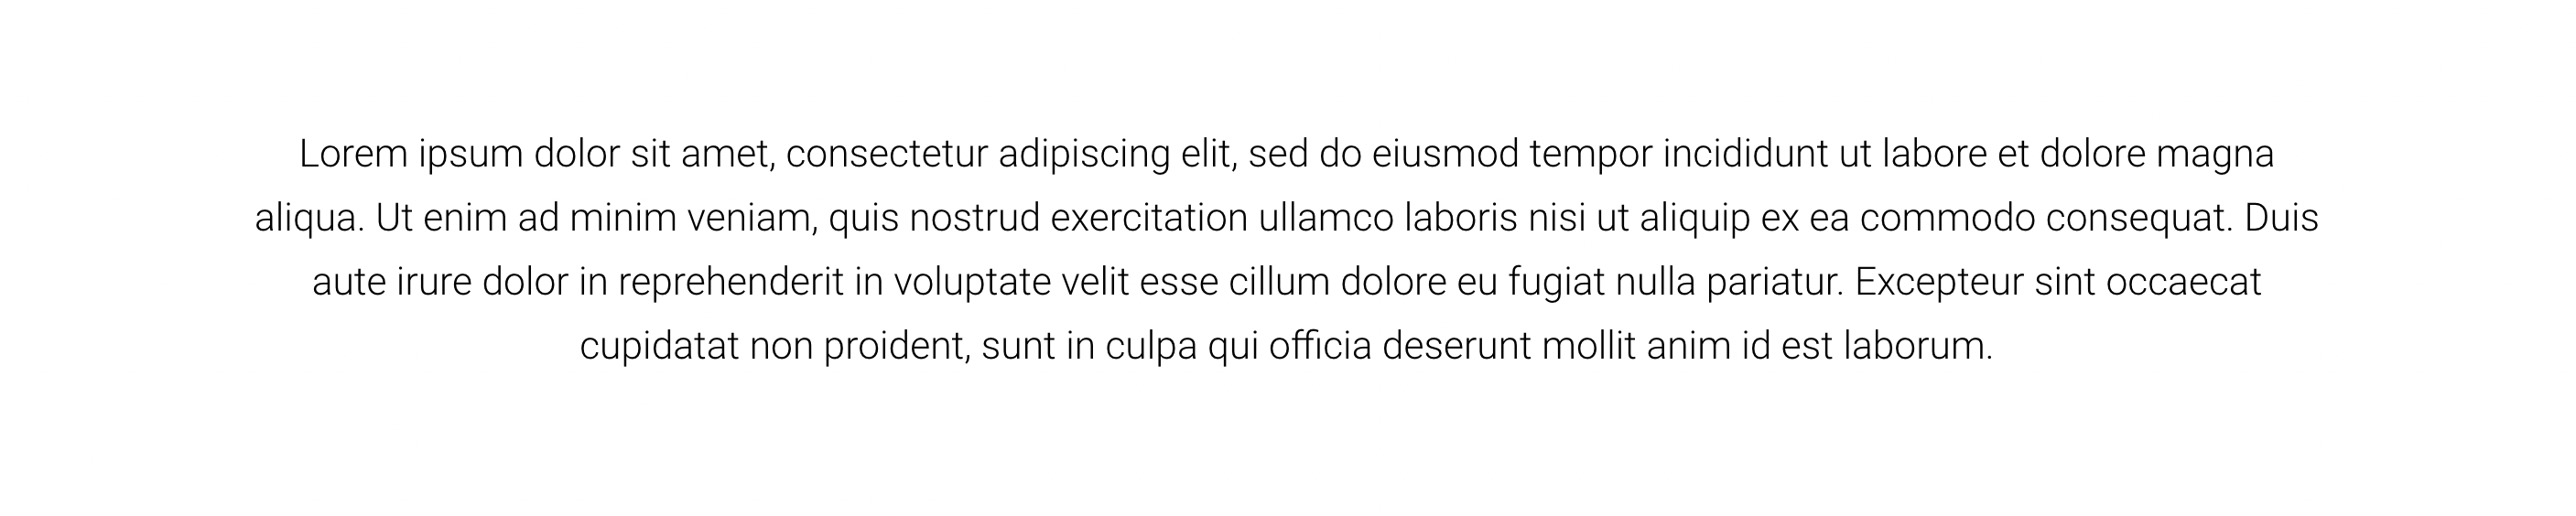 Lorem ipsum dolor sit amet, consectetur adipiscing elit, sed do eiusmod tempor incididunt ut labore et dolore magna
aliqua. Ut enim ad minim veniam, quis nostrud exercitation ullamco laboris nisi ut aliquip ex ea commodo consequat. Duis
aute irure dolor in reprehenderit in voluptate velit esse cillum dolore eu fugiat nulla pariatur. Excepteur sint occaecat
cupidatat non proident, sunt in culpa qui officia deserunt mollit anim id est laborum.